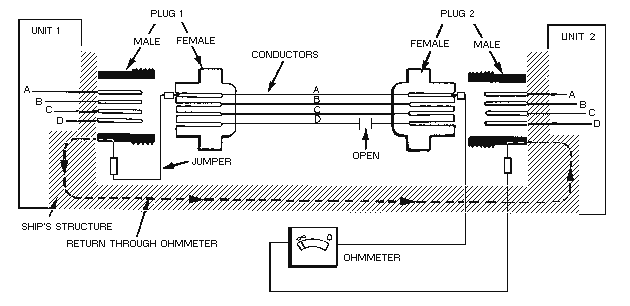 PLUG 1
PLUG 2
UNIT 1
UNIT 2
MALE
FEMALE
FEMALE
MALE
CONDUCTORS
A
B
C
D
A
B
C
D
A
B
C
D
OPEN
JUMPER
SHIP'S STRUCTURE
RETURN THROUGH OHMMETER
O
OHMMETER